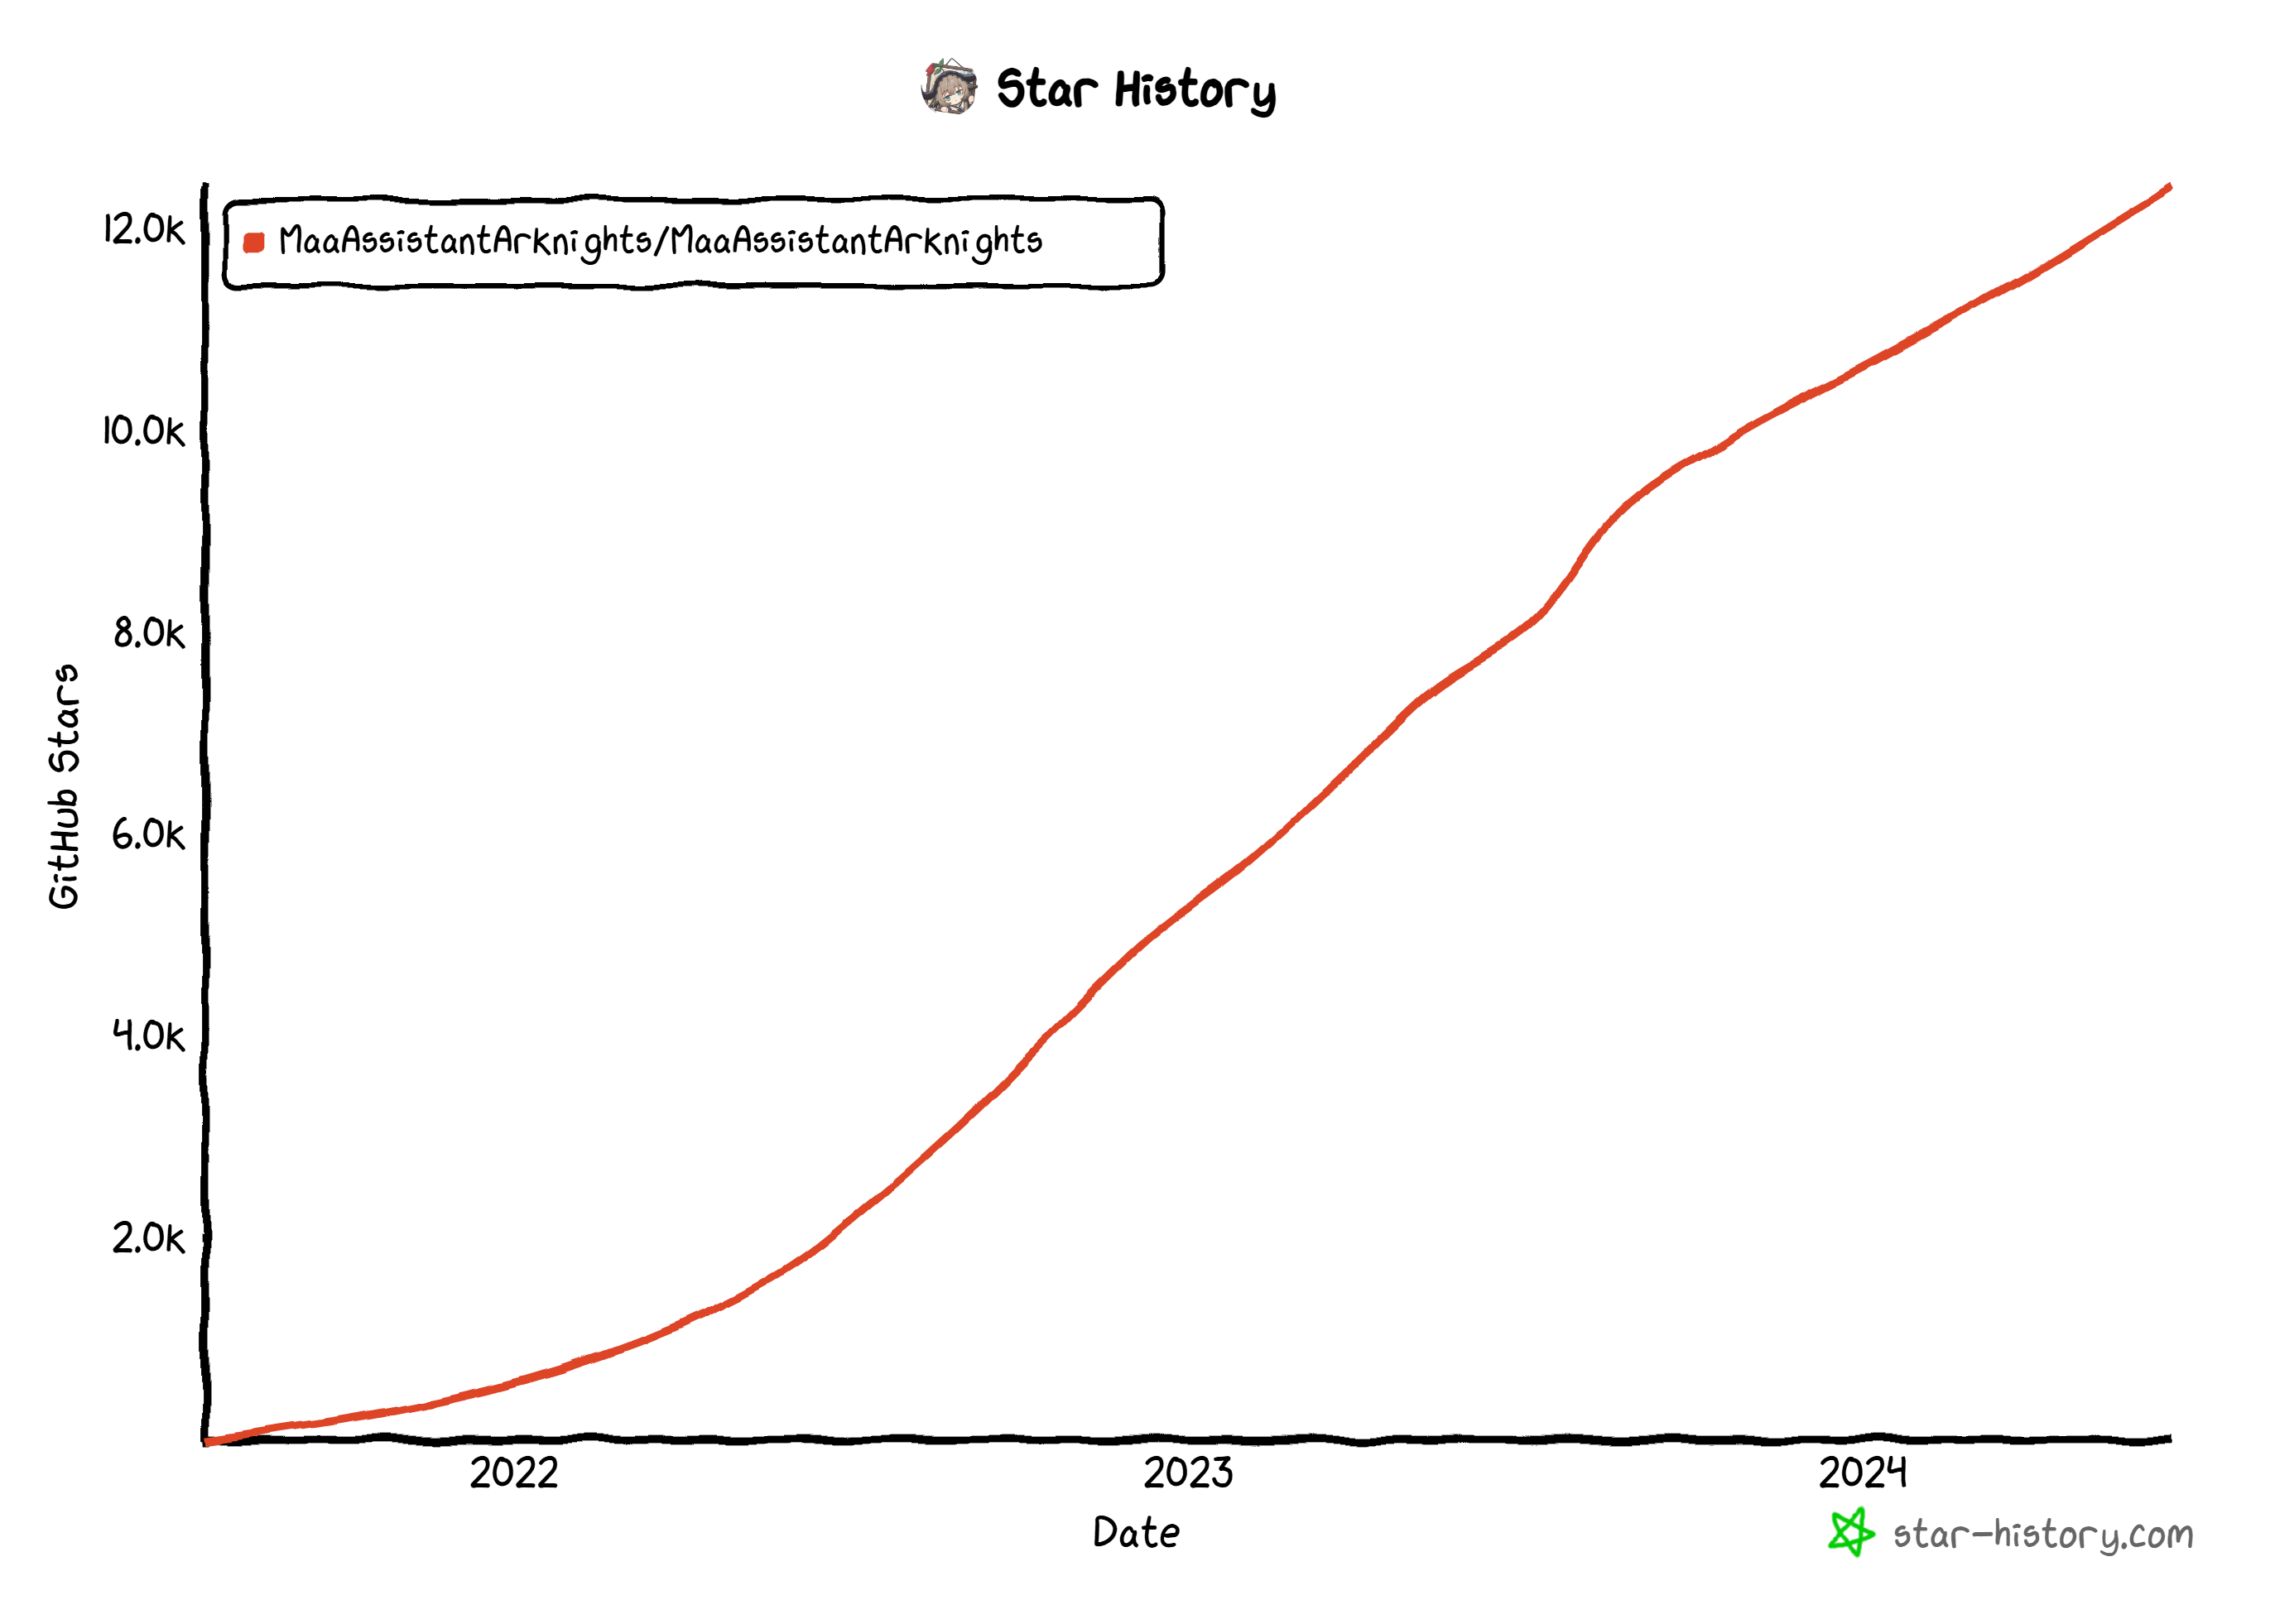 Star History
MaaAssistantArknights/MaaAssistantArknights
12.0K
10.0K
8.0K
6.0K
4.0K
2.0K
GitHub Stars
2022 2023 2024
Date
star-history.com